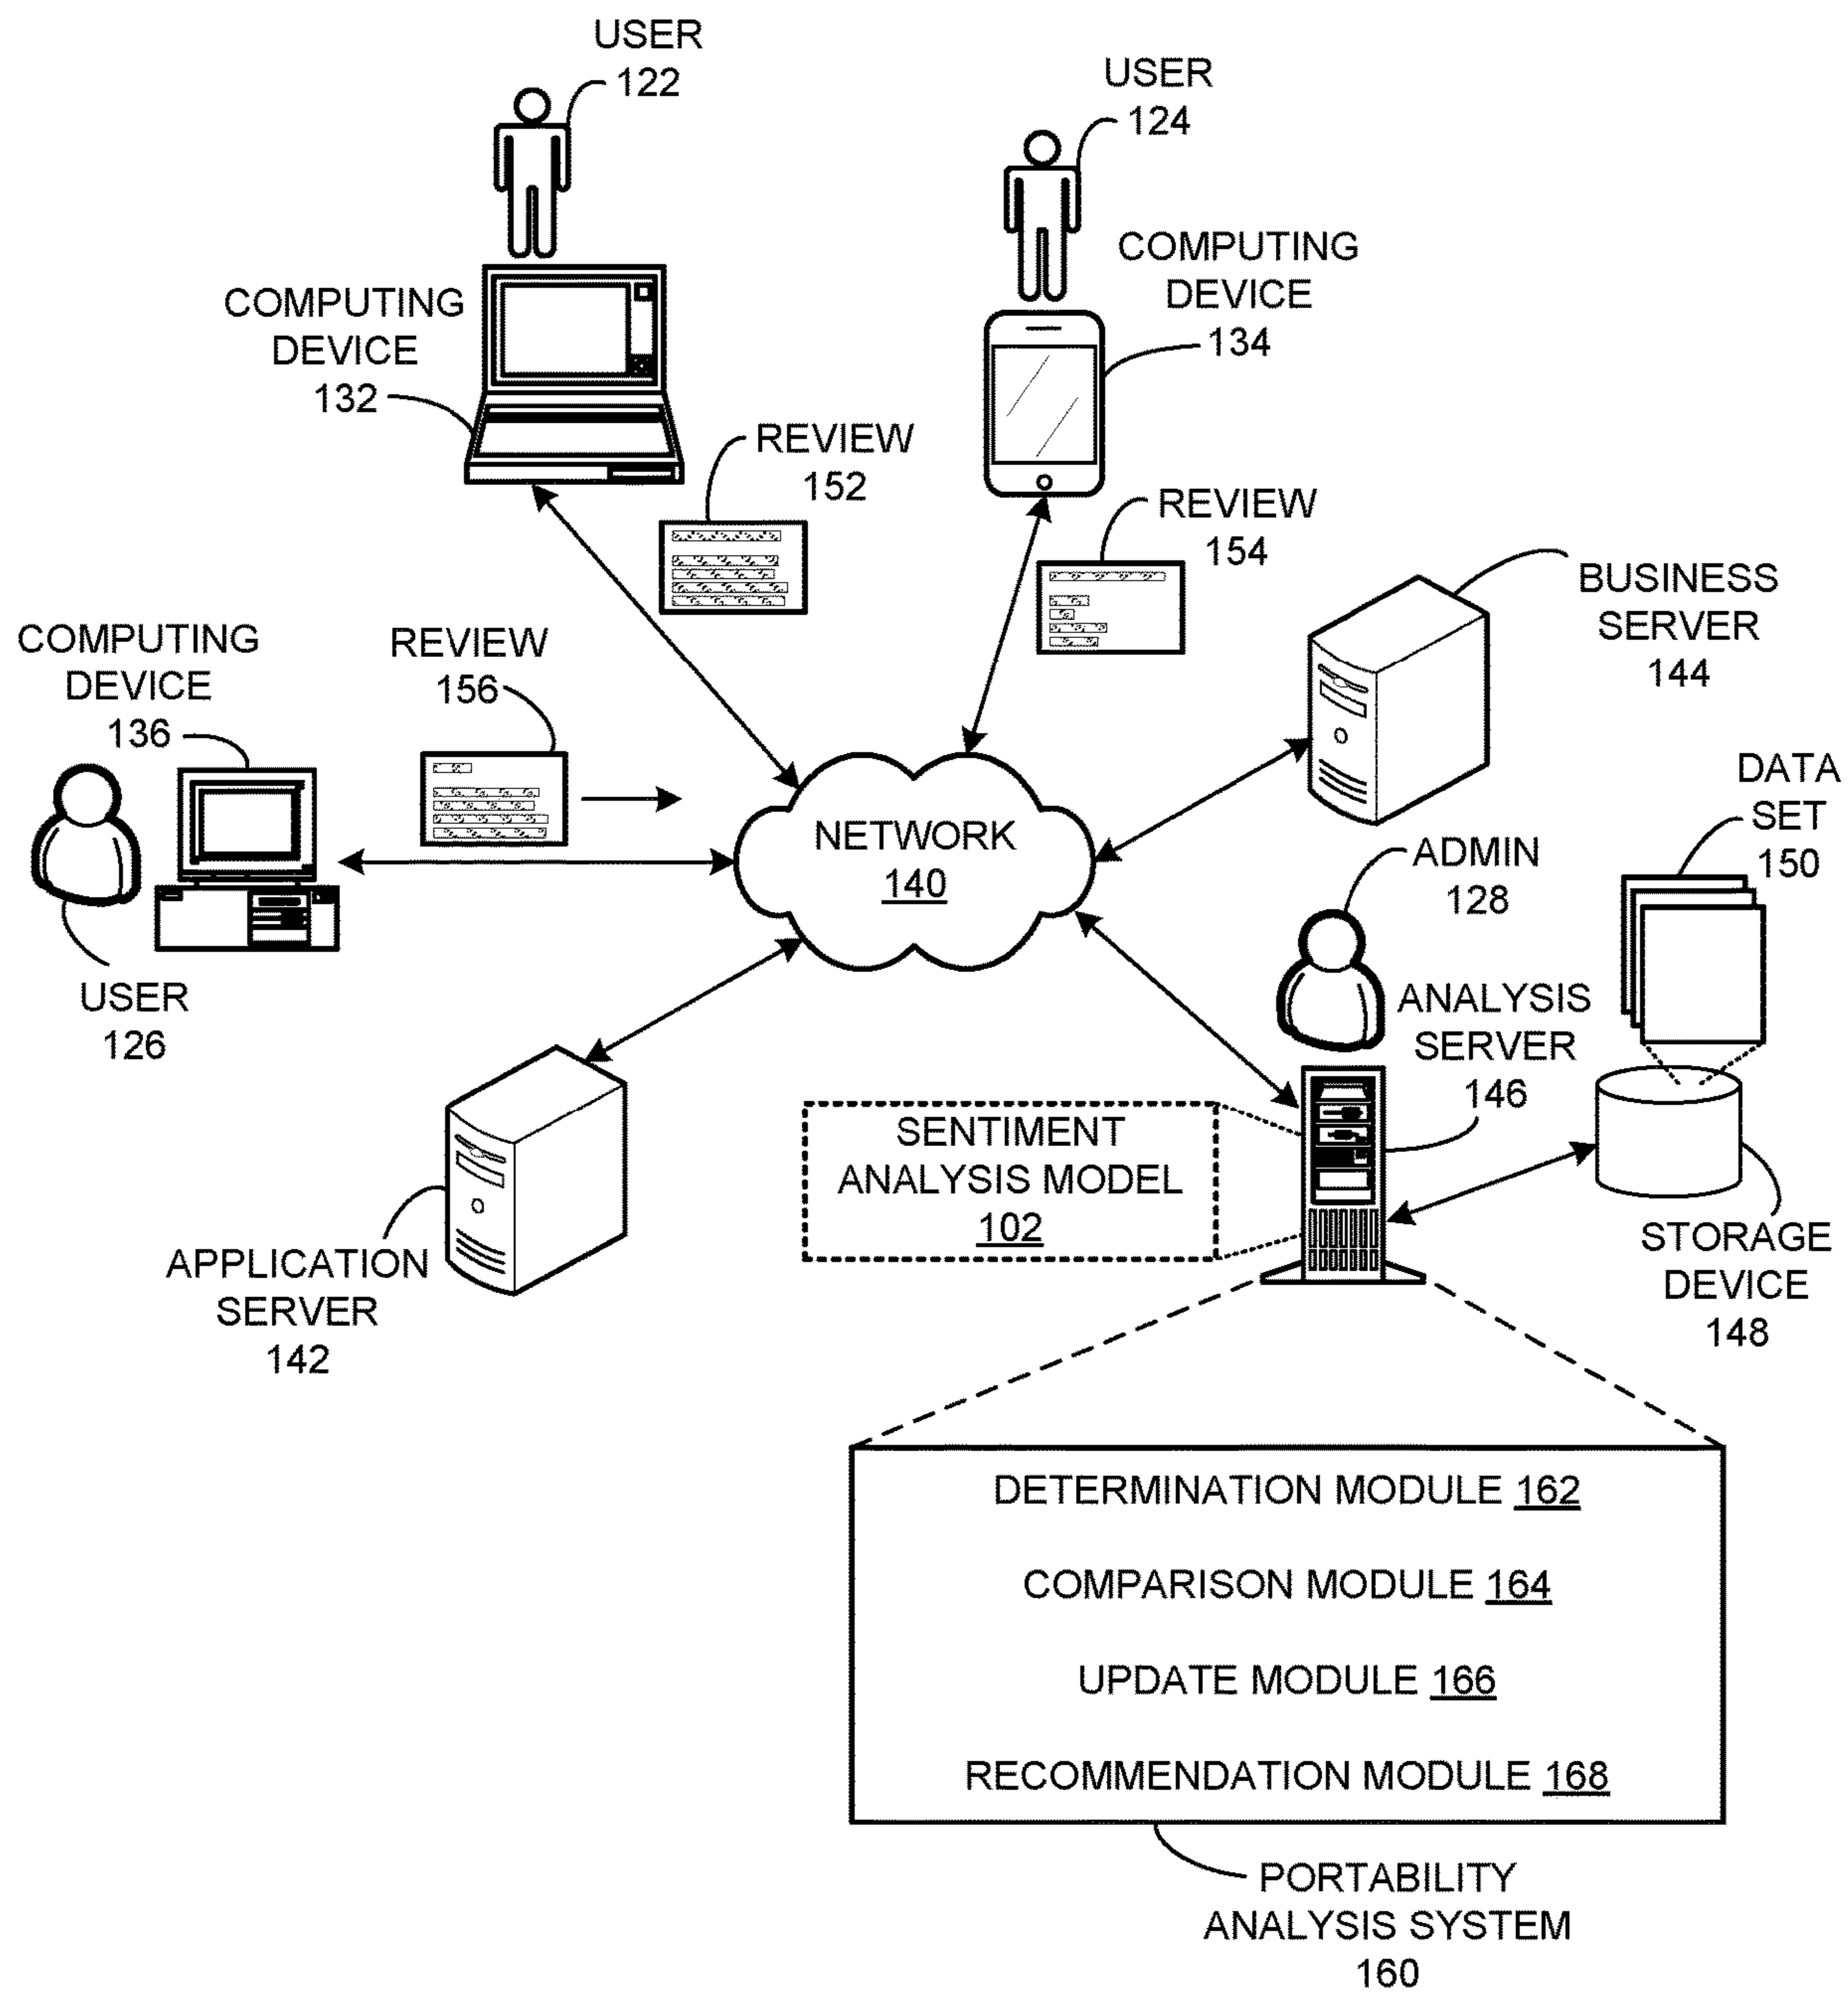 USER
122
USER
124
COMPUTING
DEVICE
132
COMPUTING
DEVICE
134
REVIEW
152
REVIEW
154
BUSINESS
SERVER
144
COMPUTING
DEVICE
136
REVIEW
156
DATA
SET
150
NETWORK
140
ADMIN
128
USER
126
ANALYSIS
SERVER
146
SENTIMENT
ANALYSIS MODEL
102
APPLICATION
SERVER
142
STORAGE
DEVICE
148
DETERMINATION MODULE 162
COMPARISON MODULE 164
UPDATE MODULE 166
RECOMMENDATION MODULE 168
PORTABILITY
ANALYSIS SYSTEM
160